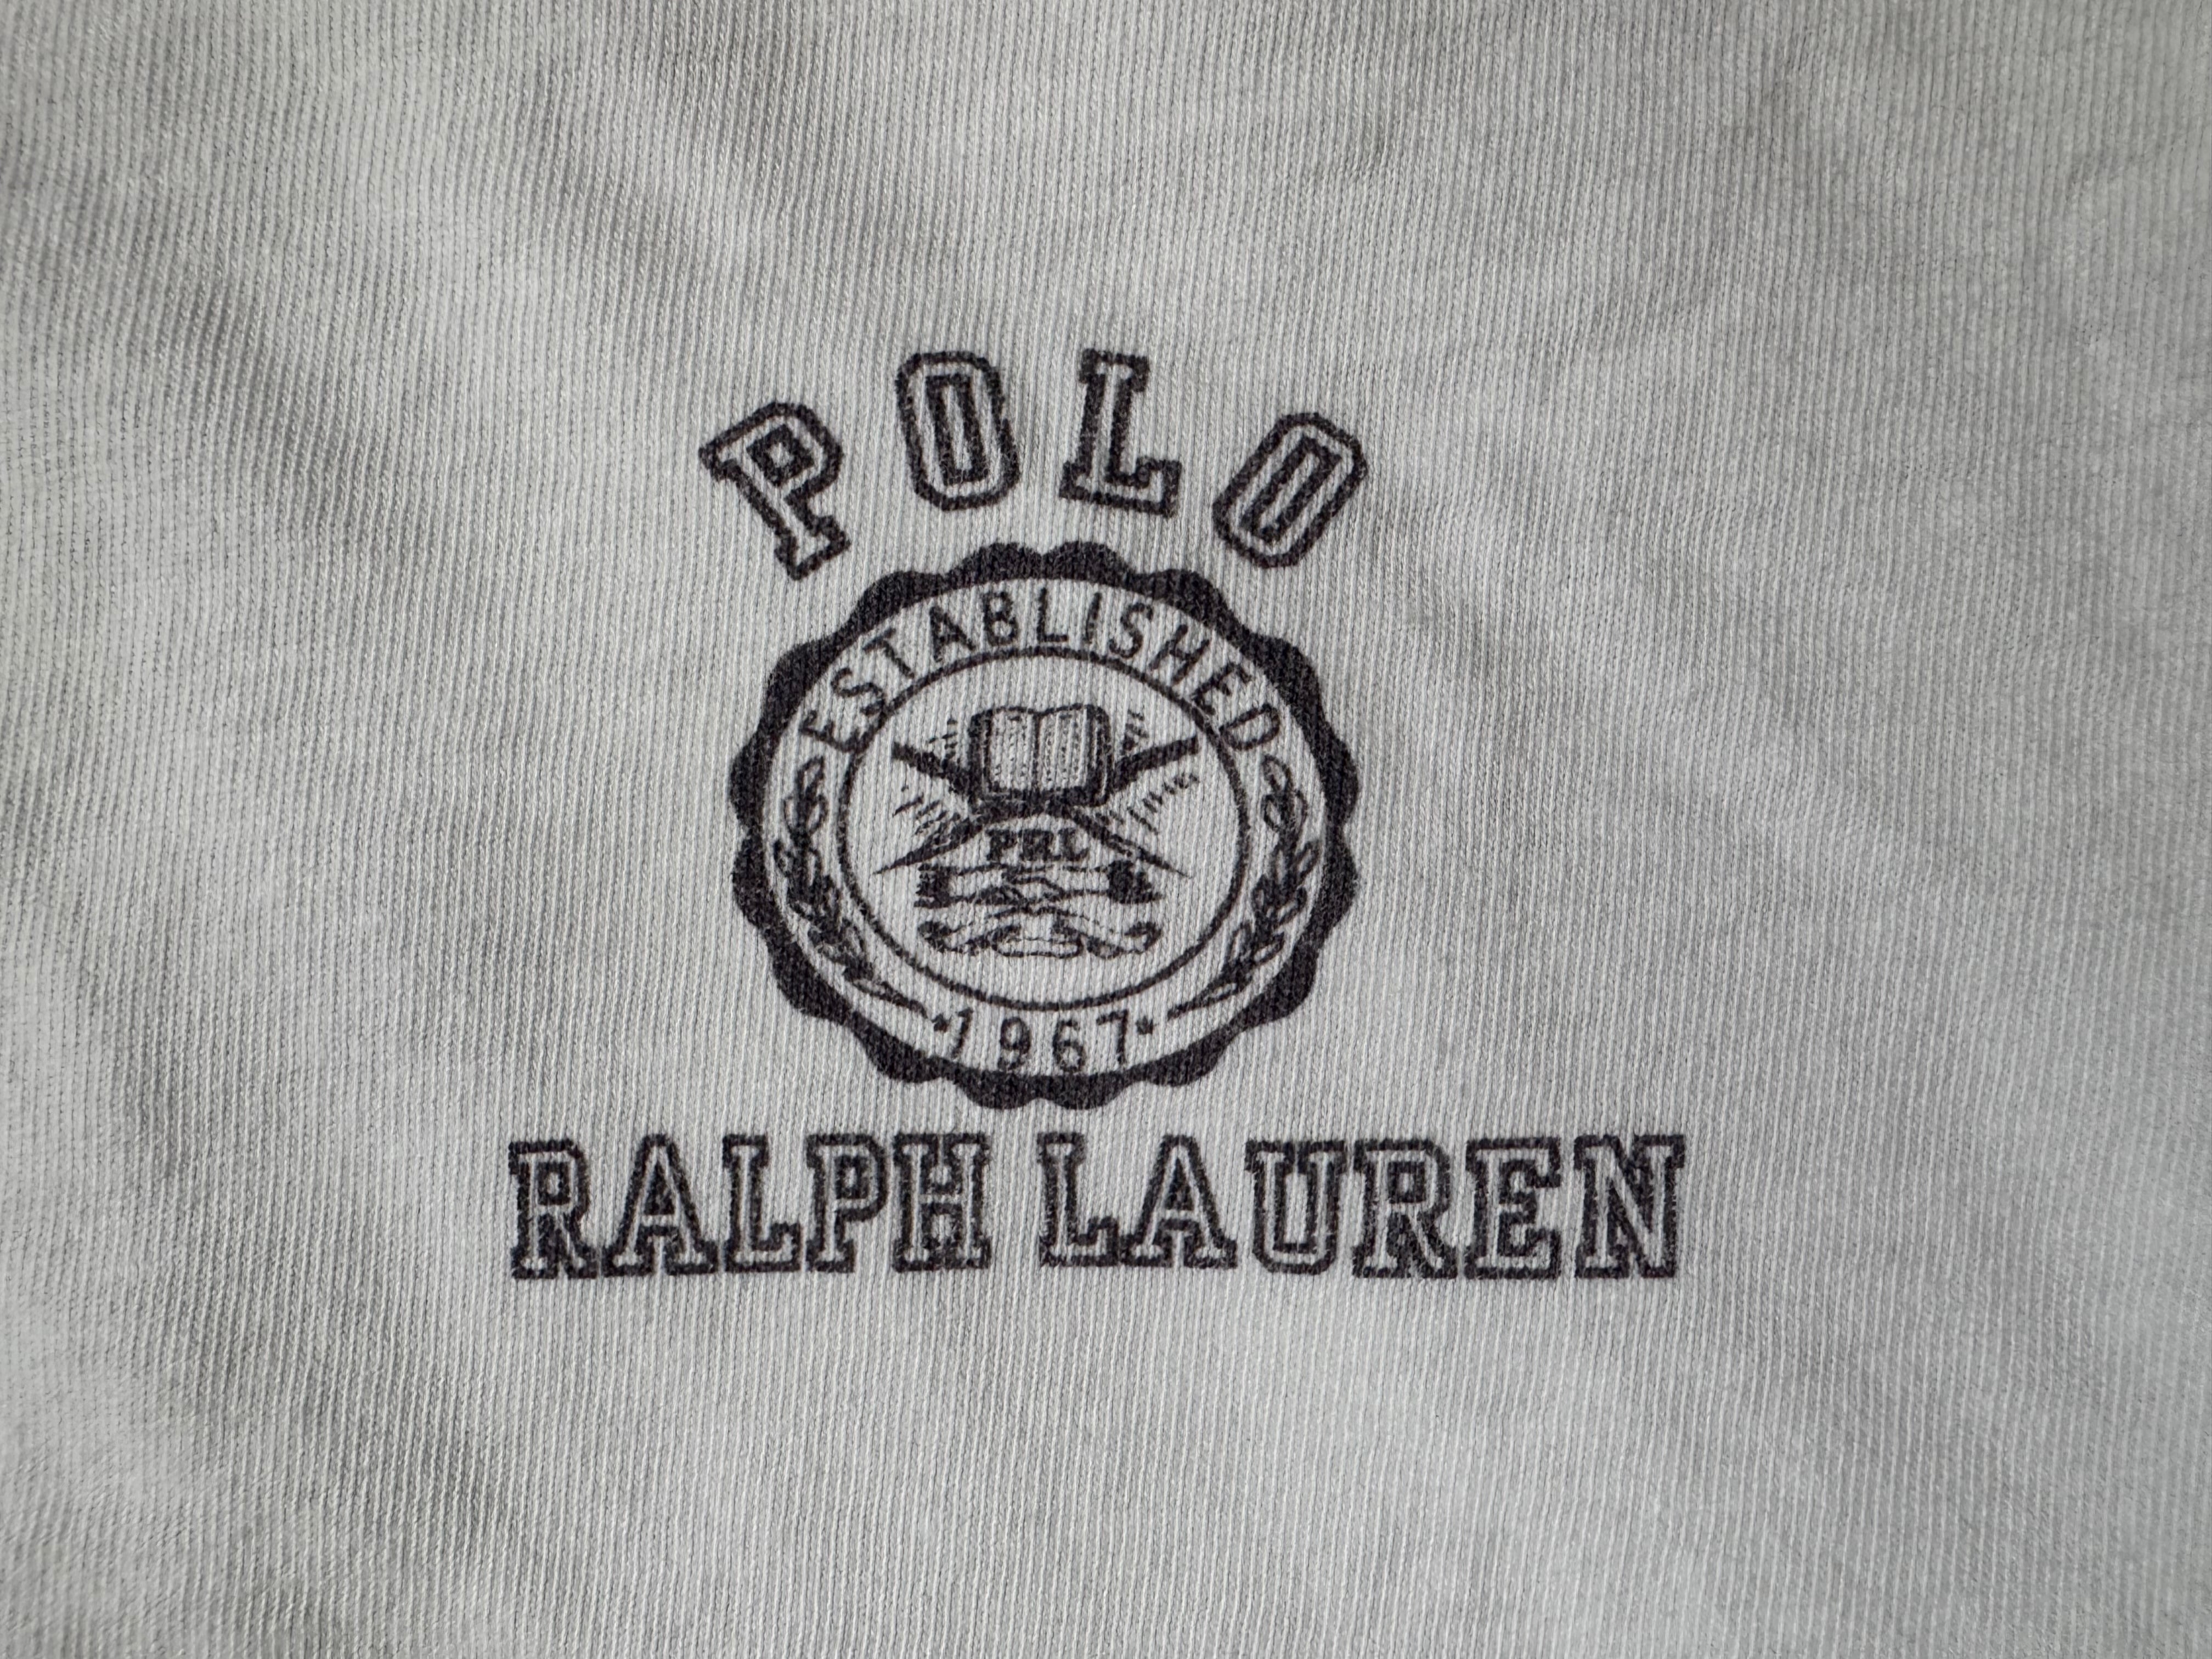 POLO
ESTABLISHED
PRL
1967
RALPH LAUREN